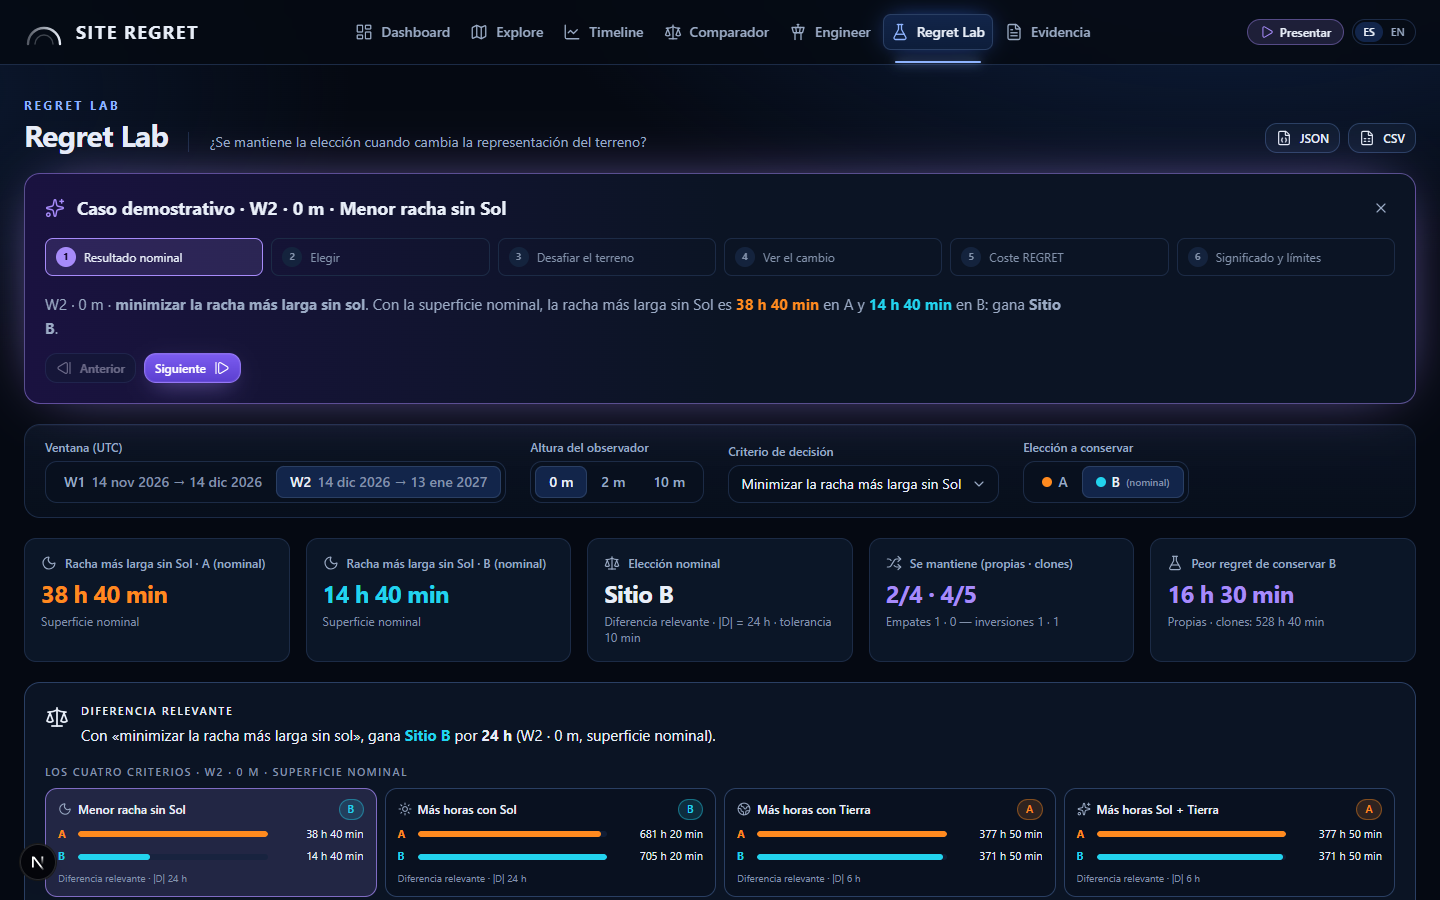 SITE REGRET
Dashboard
Explore
Timeline
Comparador
Engineer
Regret Lab
Evidencia
Presentar
ES EN
REGRET LAB
Regret Lab
¿Se mantiene la elección cuando cambia la representación del terreno?
JSON
CSV
Caso demostrativo · W2 · 0 m · Menor racha sin Sol
1 Resultado nominal
2 Elegir
3 Desafiar el terreno
4 Ver el cambio
5 Coste REGRET
6 Significado y límites
W2 · 0 m · minimizar la racha más larga sin sol. Con la superficie nominal, la racha más larga sin Sol es 38 h 40 min en A y 14 h 40 min en B: gana Sitio
B.
Anterior
Siguiente
Ventana (UTC)
W1 14 nov 2026 → 14 dic 2026
W2 14 dic 2026 → 13 ene 2027
Altura del observador
0 m 2 m 10 m
Criterio de decisión
Minimizar la racha más larga sin Sol
Elección a conservar
A
B (nominal)
Racha más larga sin Sol · A (nominal)
38 h 40 min
Superficie nominal
Racha más larga sin Sol · B (nominal)
14 h 40 min
Superficie nominal
Elección nominal
Sitio B
Diferencia relevante · |D| = 24 h · tolerancia
10 min
Se mantiene (propias · clones)
2/4 · 4/5
Empates 1 · 0 — inversiones 1 · 1
Peor regret de conservar B
16 h 30 min
Propias · clones: 528 h 40 min
DIFERENCIA RELEVANTE
Con «minimizar la racha más larga sin sol», gana Sitio B por 24 h (W2 · 0 m, superficie nominal).
LOS CUATRO CRITERIOS · W2 · 0 M · SUPERFICIE NOMINAL
Menor racha sin Sol B
A 38 h 40 min
B 14 h 40 min
Diferencia relevante · |D| 24 h
Más horas con Sol B
A 681 h 20 min
B 705 h 20 min
Diferencia relevante · |D| 24 h
Más horas con Tierra A
A 377 h 50 min
B 371 h 50 min
Diferencia relevante · |D| 6 h
Más horas Sol + Tierra A
A 377 h 50 min
B 371 h 50 min
Diferencia relevante · |D| 6 h
N